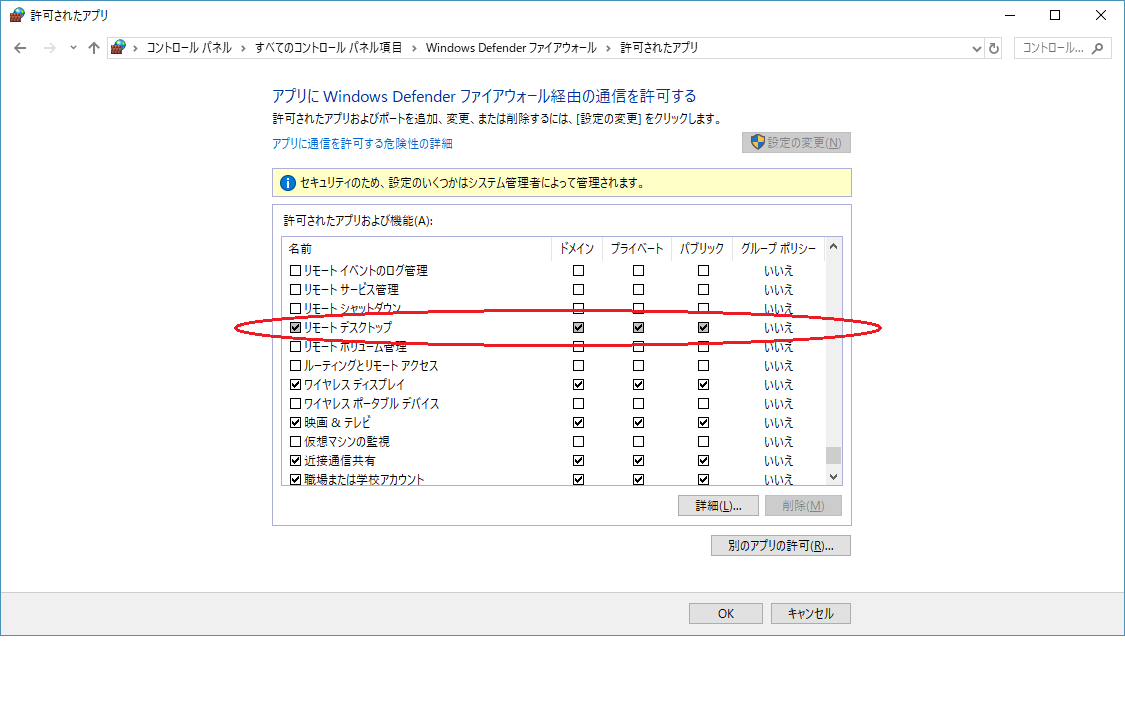 許可されたアプリ
コントロール パネル › すべてのコントロール パネル項目 › Windows Defender ファイアウォール › 許可されたアプリ
コントロール...
アプリに Windows Defender ファイアウォール経由の通信を許可する
許可されたアプリおよびポートを追加、変更、または削除するには、[設定の変更] をクリックします。
アプリに通信を許可する危険性の詳細
設定の変更(N)
セキュリティのため、設定のいくつかはシステム管理者によって管理されます。
許可されたアプリおよび機能(A):
名前 ドメイン プライベート パブリック グループ ポリシー
リモート イベントのログ管理 いいえ
リモート サービス管理 いいえ
リモート シャットダウン いいえ
リモート デスクトップ いいえ
リモート ボリューム管理 いいえ
ルーティングとリモート アクセス いいえ
ワイヤレス ディスプレイ いいえ
ワイヤレス ポータブル デバイス いいえ
映画 & テレビ いいえ
仮想マシンの監視 いいえ
近接通信共有 いいえ
職場または学校アカウント いいえ
詳細(L)... 削除(M)
別のアプリの許可(R)...
OK キャンセル